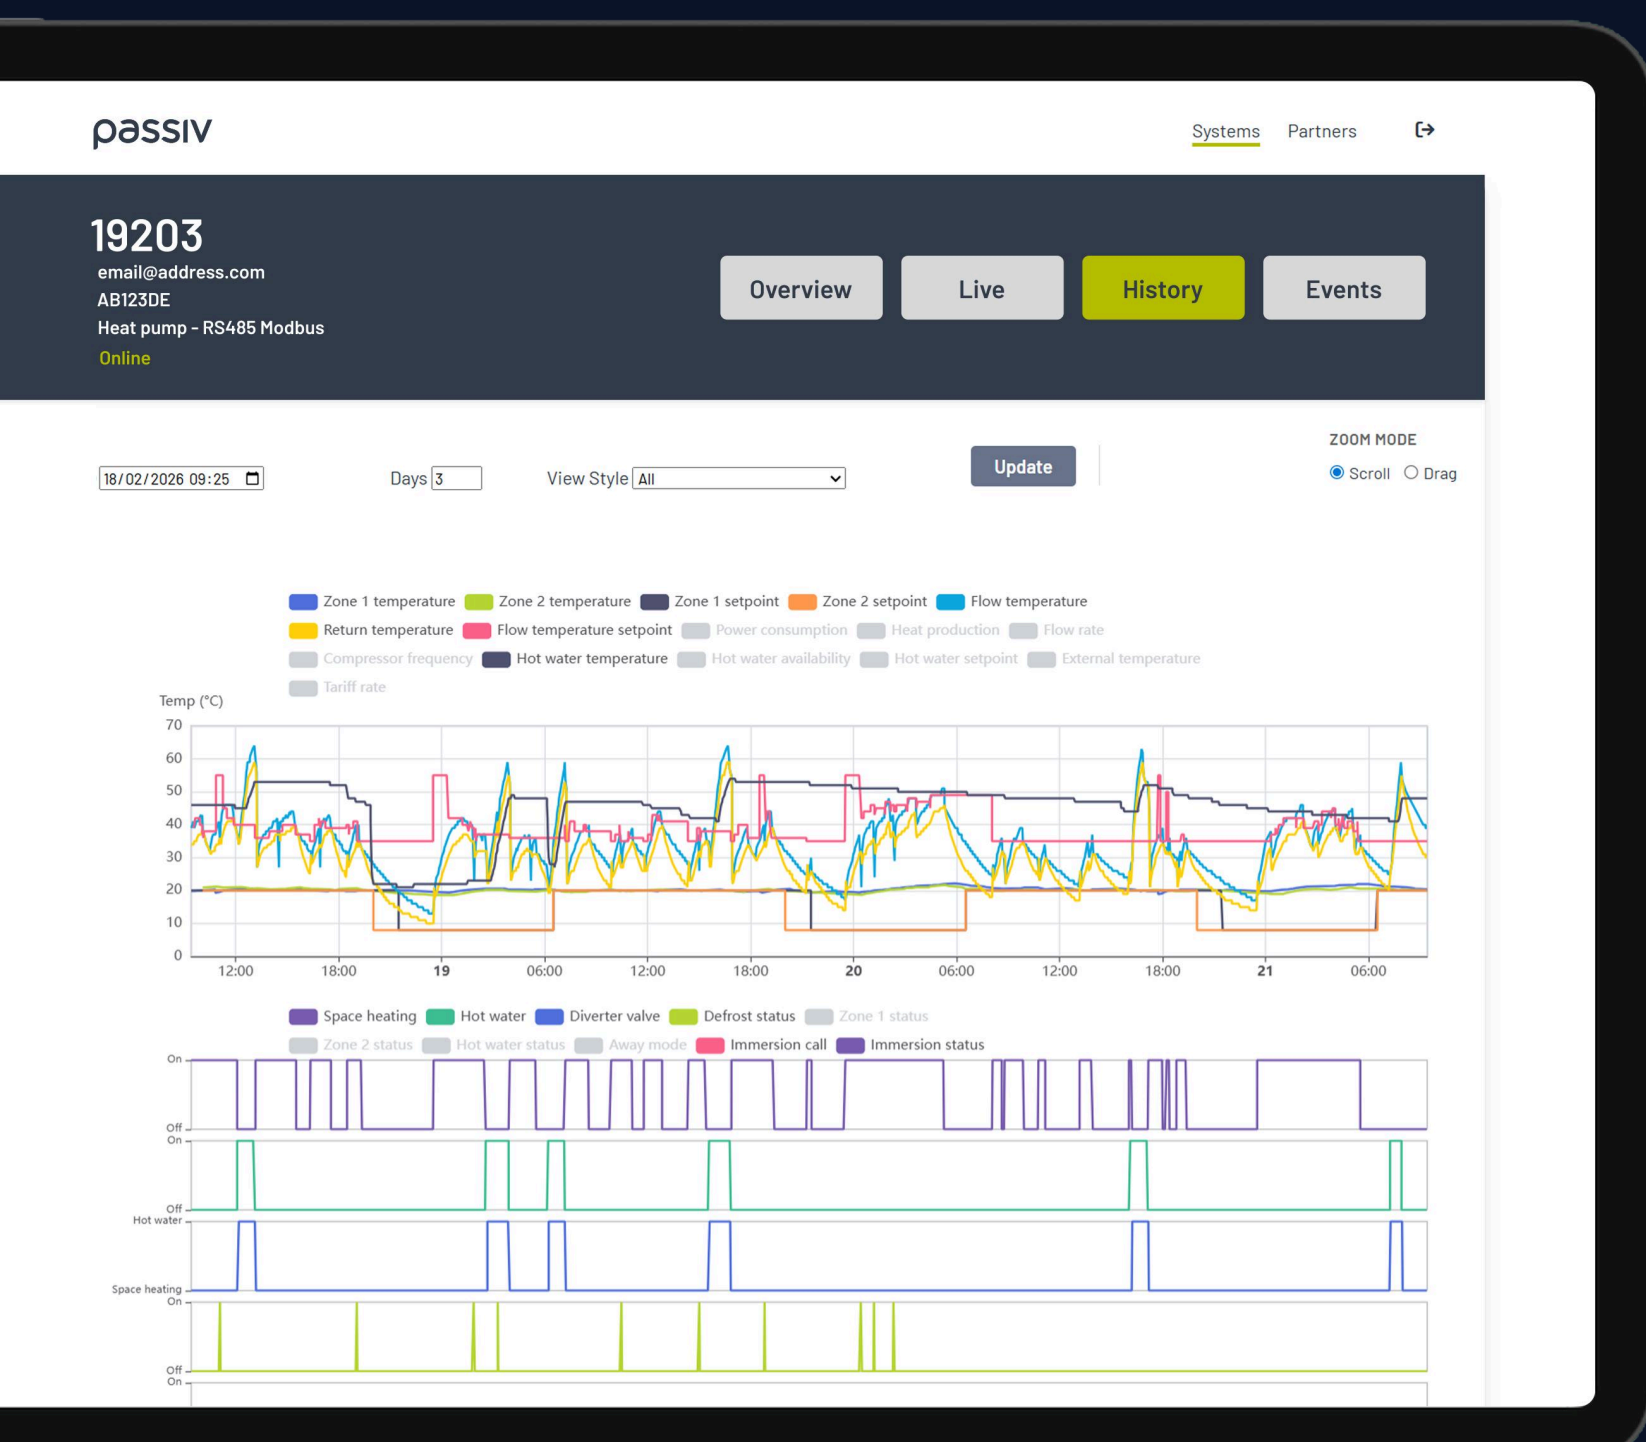 passiv
Systems Partners
19203
email@address.com
AB123DE
Heat pump - RS485 Modbus
Online
Overview Live History Events
ZOOM MODE
18/02/2026 09:25 Days 3 View Style All Update Scroll Drag
Zone 1 temperature Zone 2 temperature Zone 1 setpoint Zone 2 setpoint Flow temperature
Return temperature Flow temperature setpoint Power consumption Heat production Flow rate
Compressor frequency Hot water temperature Hot water availability Hot water setpoint External temperature
Tariff rate
Temp (°C)
70
60
50
40
30
20
10
0
12:00 18:00 19 06:00 12:00 18:00 20 06:00 12:00 18:00 21 06:00
Space heating Hot water Diverter valve Defrost status Zone 1 status
Zone 2 status Hot water status Away mode Immersion call Immersion status
On
Off
On
Off
Hot water
Space heating
On
Off
On